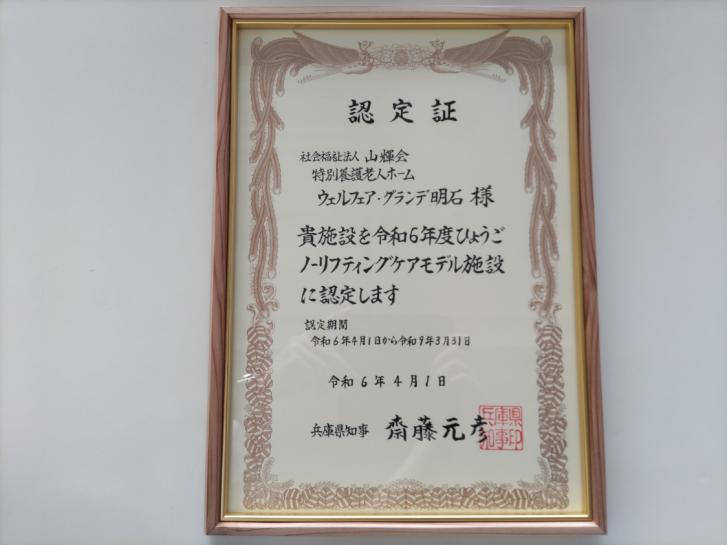 認定証
社会福祉法人 山輝会
特別養護老人ホーム
ウェルフェア・グランデ明石 様
貴施設を令和6年度ひょうご
ノーリフティングケアモデル施設
に認定します
認定期間
令和6年4月1日から令和9年3月31日
令和6年4月1日
兵庫県知事 齋藤元彦
兵庫県知事印